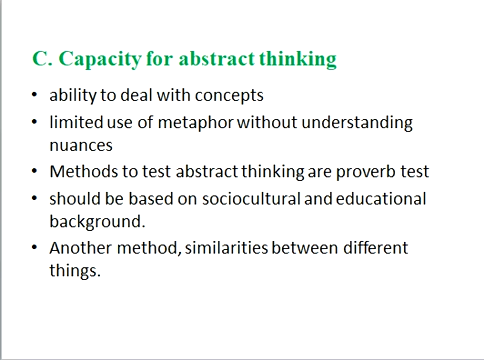 C. Capacity for abstract thinking
• ability to deal with concepts
• limited use of metaphor without understanding
nuances
• Methods to test abstract thinking are proverb test
• should be based on sociocultural and educational
background.
• Another method, similarities between different
things.